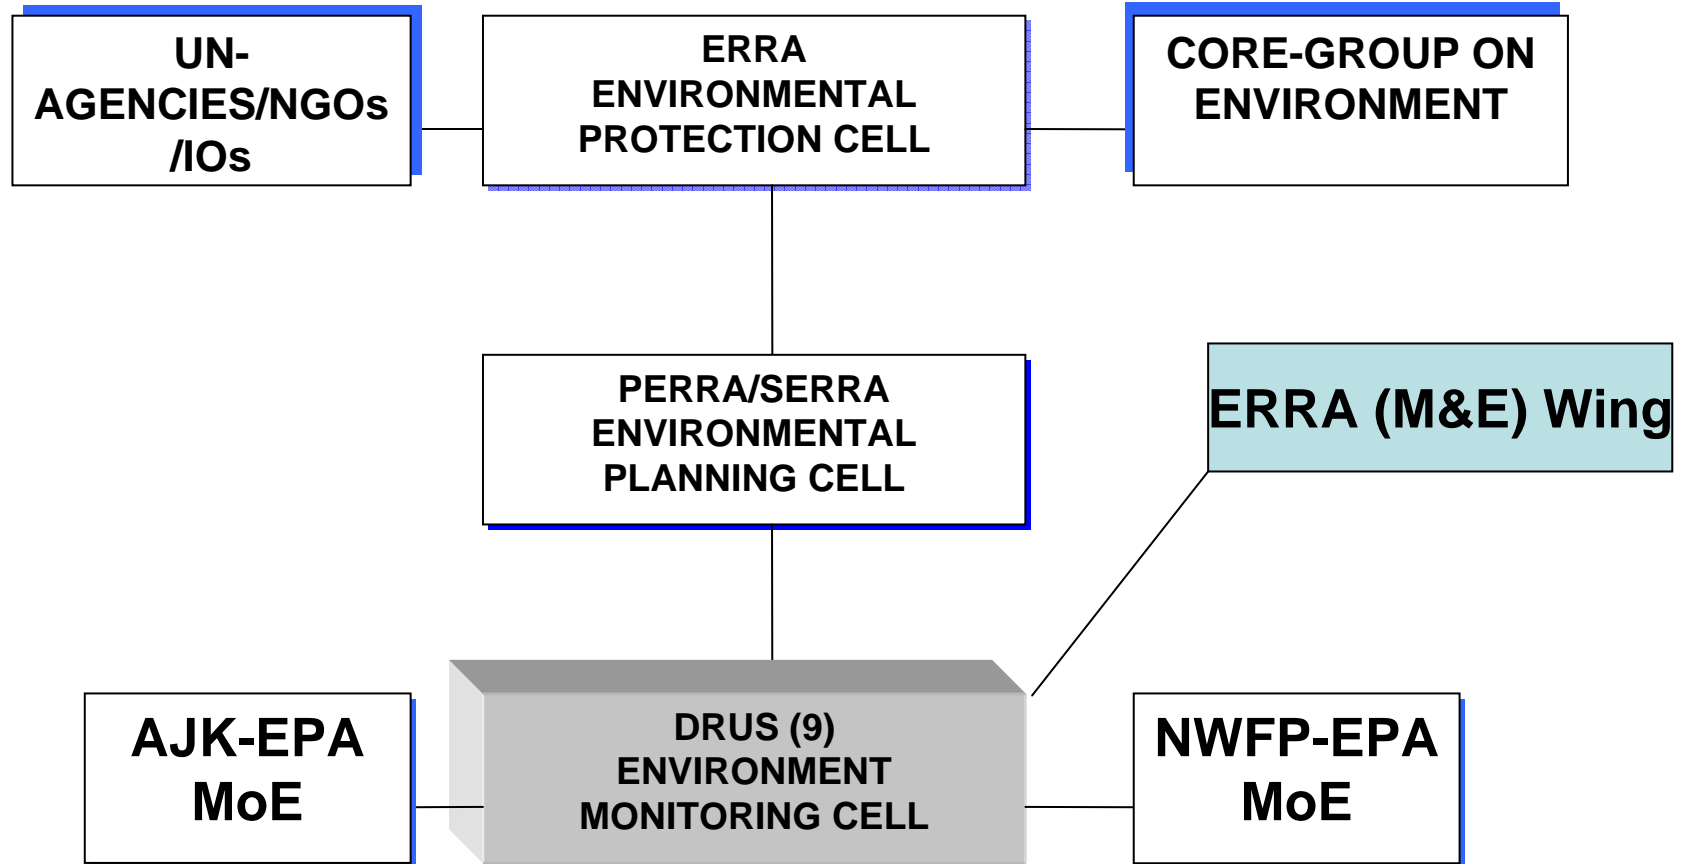 UN-
AGENCIES/NGOs
/IOs
ERRA
ENVIRONMENTAL
PROTECTION CELL
CORE-GROUP ON
ENVIRONMENT
PERRA/SERRA
ENVIRONMENTAL
PLANNING CELL
ERRA (M&E) Wing
AJK-EPA
MoE
DRUS (9)
ENVIRONMENT
MONITORING CELL
NWFP-EPA
MoE